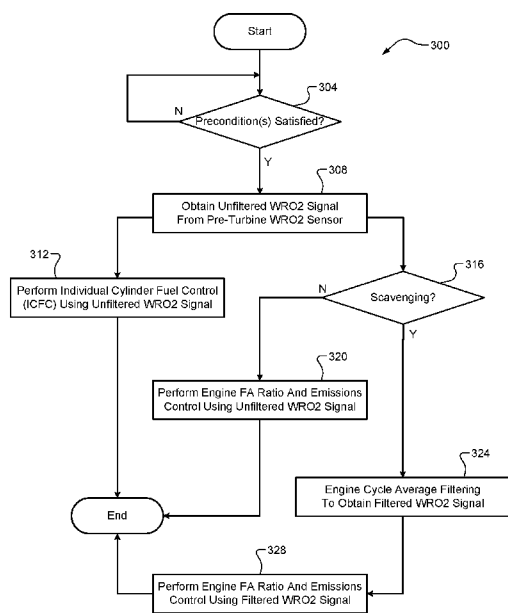 Start
300
304
Precondition(s) Satisfied?
N
Y
308
Obtain Unfiltered WRO2 Signal
From Pre-Turbine WRO2 Sensor
312
Perform Individual Cylinder Fuel Control
(ICFC) Using Unfiltered WRO2 Signal
316
Scavenging?
N
Y
320
Perform Engine FA Ratio And Emissions
Control Using Unfiltered WRO2 Signal
324
Engine Cycle Average Filtering
To Obtain Filtered WRO2 Signal
End
328
Perform Engine FA Ratio And Emissions
Control Using Filtered WRO2 Signal